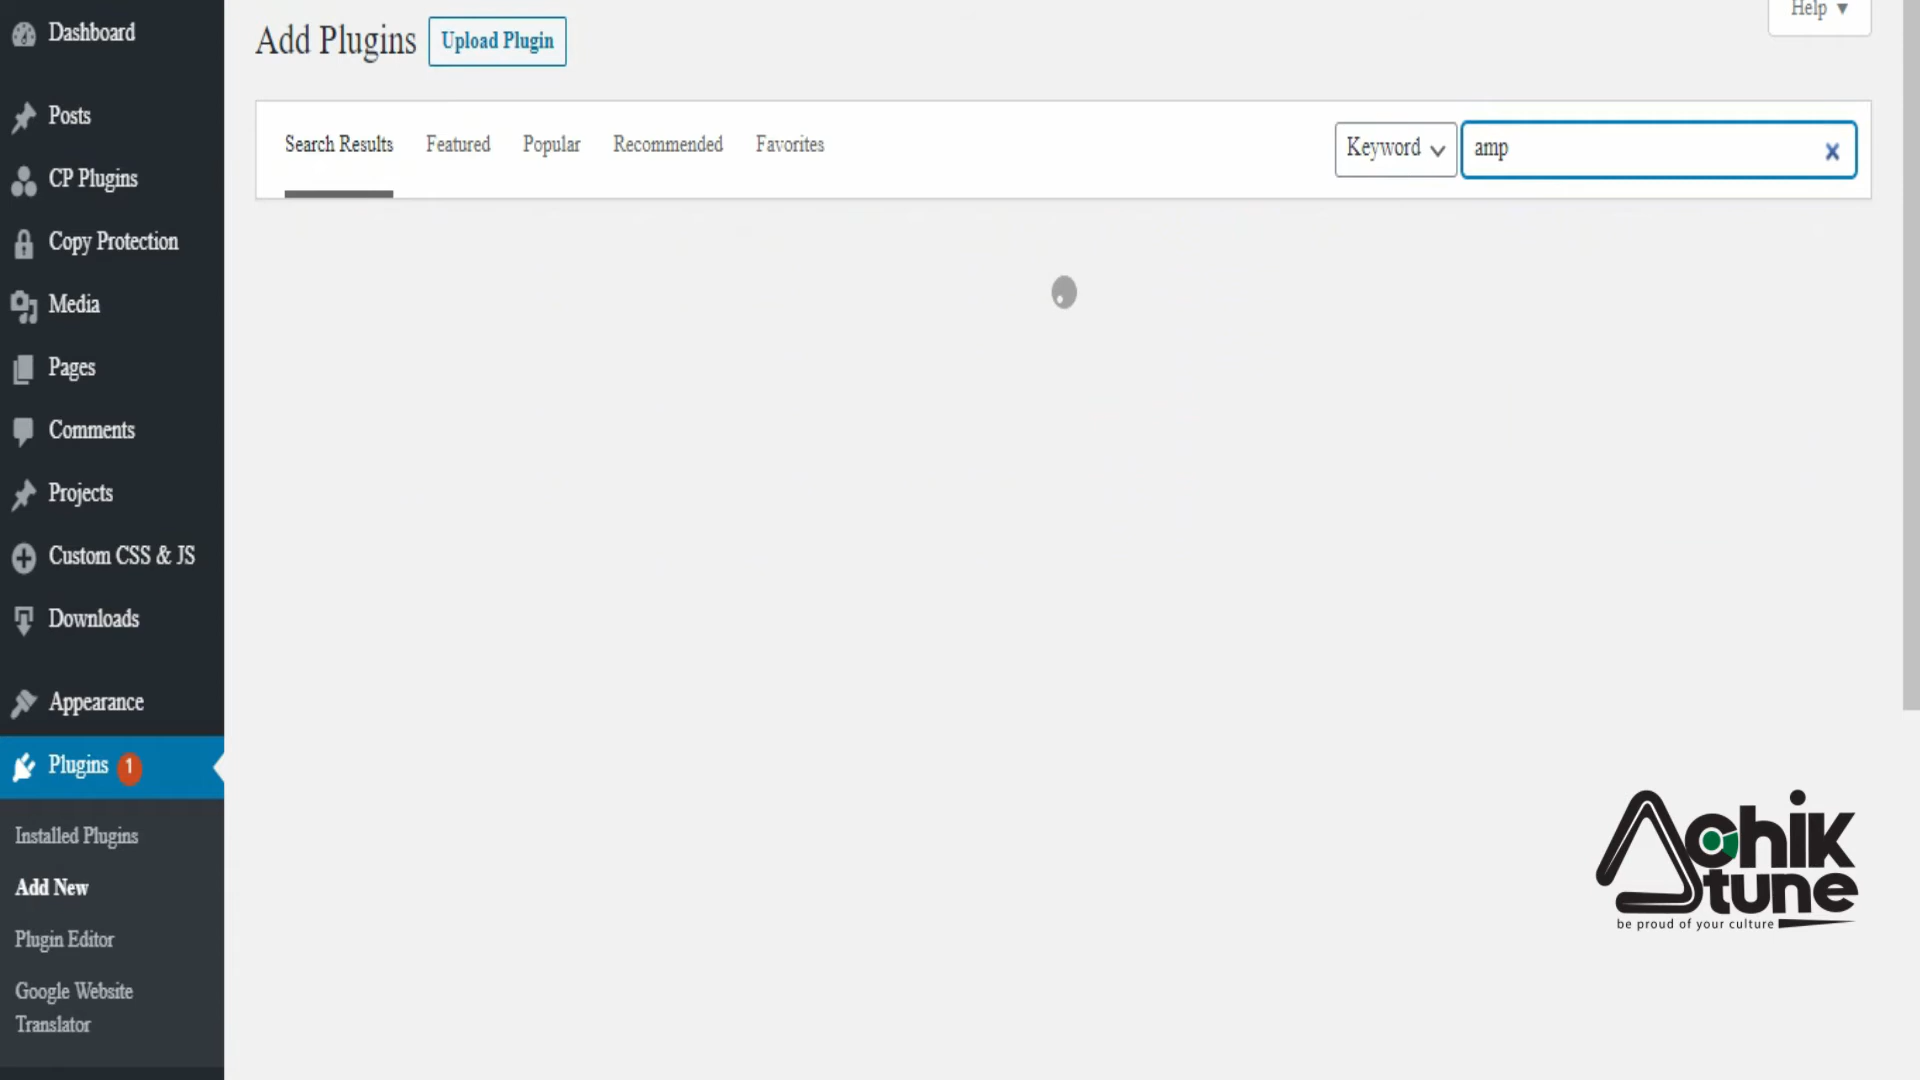 Dashboard
Posts
CP Plugins
Copy Protection
Media
Pages
Comments
Projects
Custom CSS & JS
Downloads
Appearance
Plugins 1
Installed Plugins
Add New
Plugin Editor
Google Website
Translator
Add Plugins
Upload Plugin
Help ▼
Search Results
Featured
Popular
Recommended
Favorites
Keyword
amp
Achik
tune
be proud of your culture